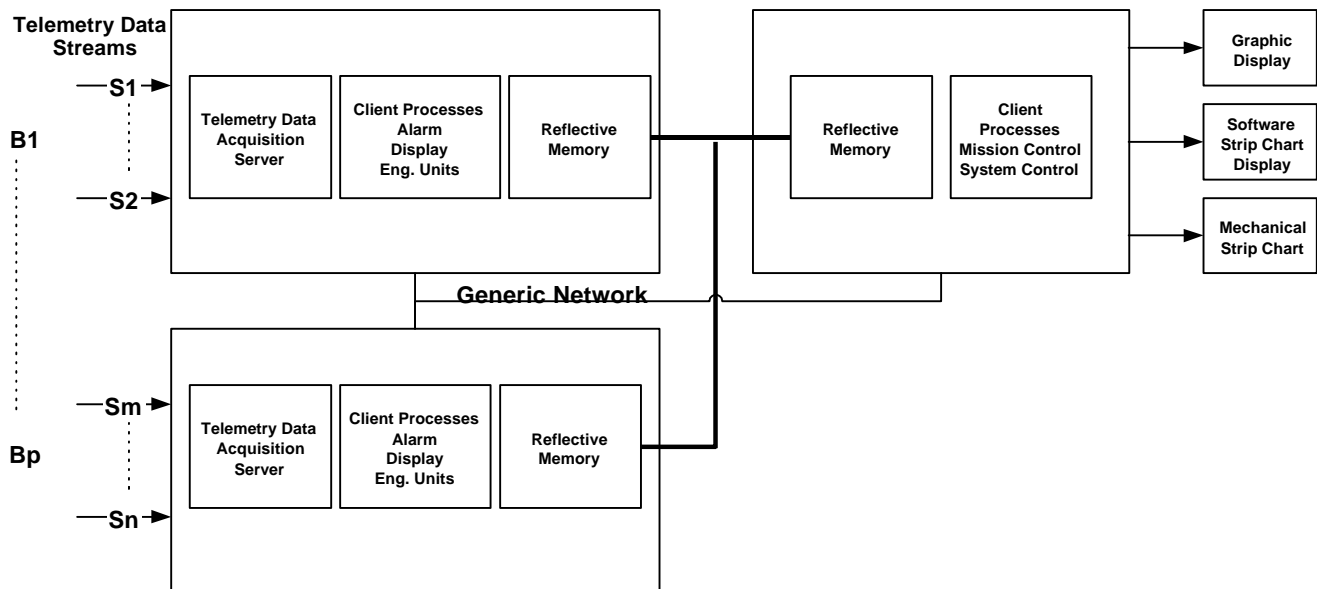 Telemetry Data
Streams
S1
B1
S2
Telemetry Data
Acquisition
Server
Client Processes
Alarm
Display
Eng. Units
Reflective
Memory
Reflective
Memory
Client
Processes
Mission Control
System Control
Graphic
Display
Software
Strip Chart
Display
Mechanical
Strip Chart
Generic Network
Sm
Bp
Sn
Telemetry Data
Acquisition
Server
Client Processes
Alarm
Display
Eng. Units
Reflective
Memory